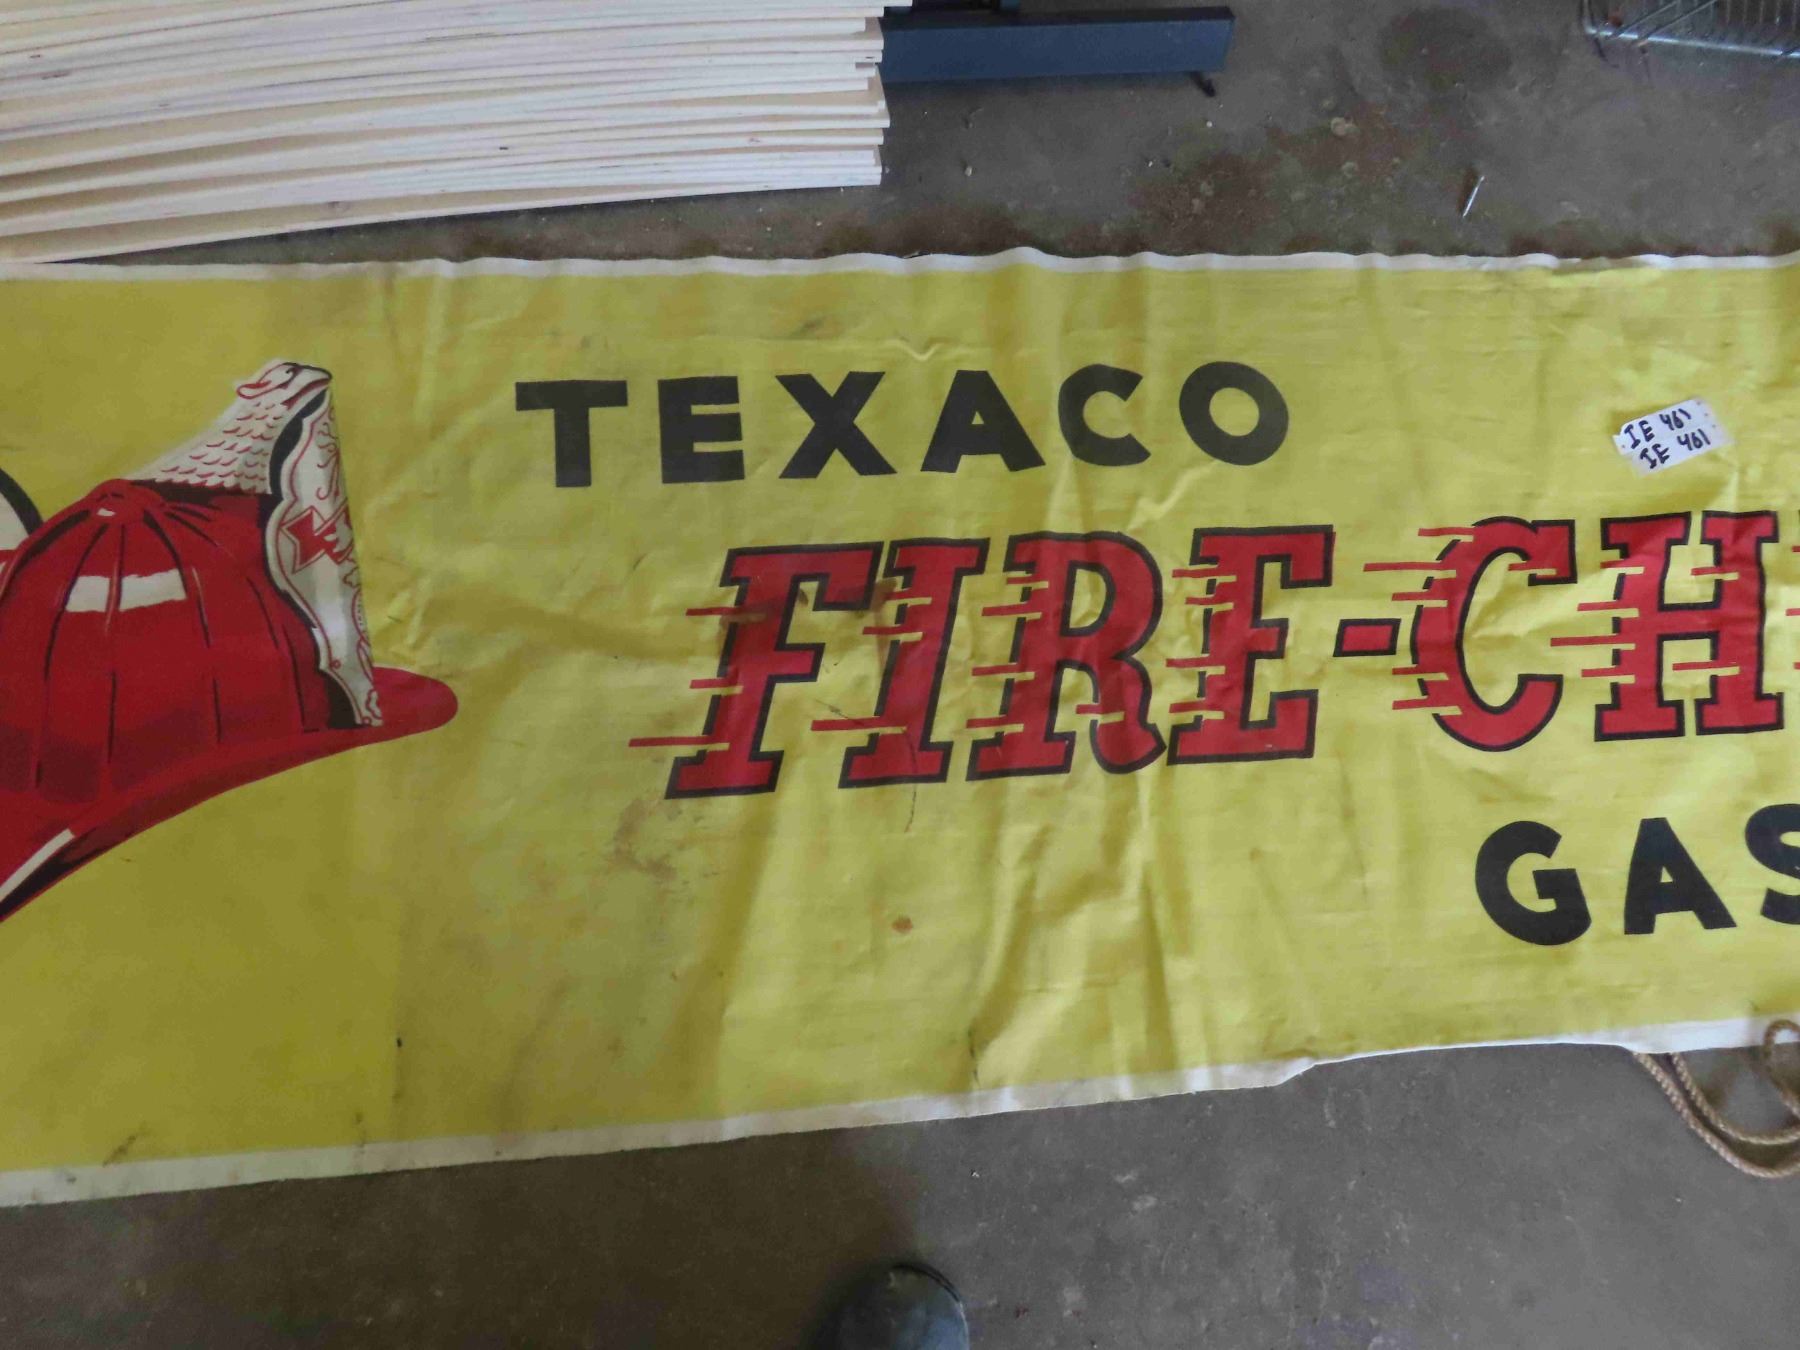 TEXACO
IE 461
IE 461
FIRE-CH
GAS